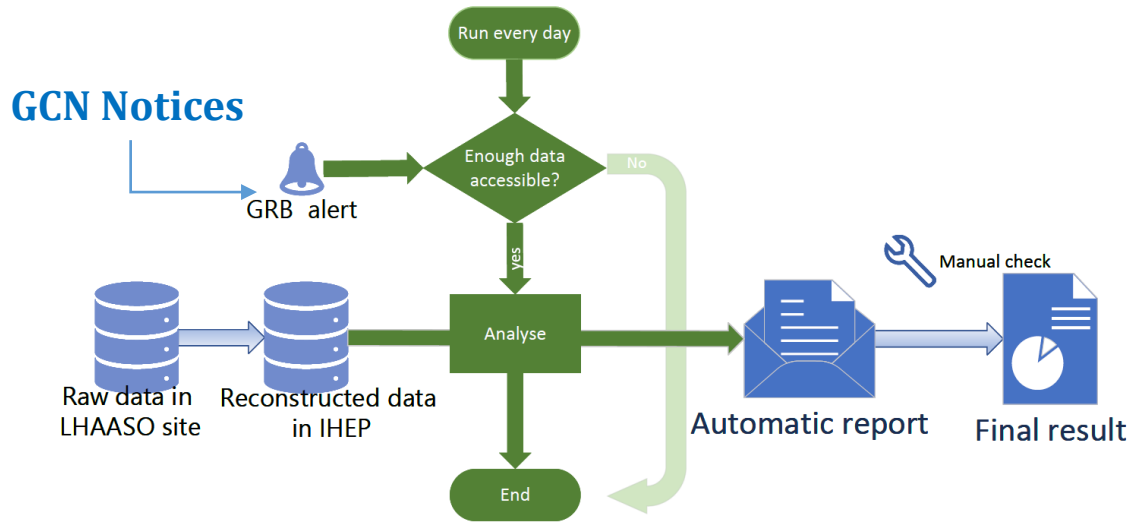 Run every day
GCN Notices
Enough data
accessible?
No
GRB alert
yes
Manual check
Analyse
Raw data in
LHAASO site
Reconstructed data
in IHEP
Automatic report
Final result
End